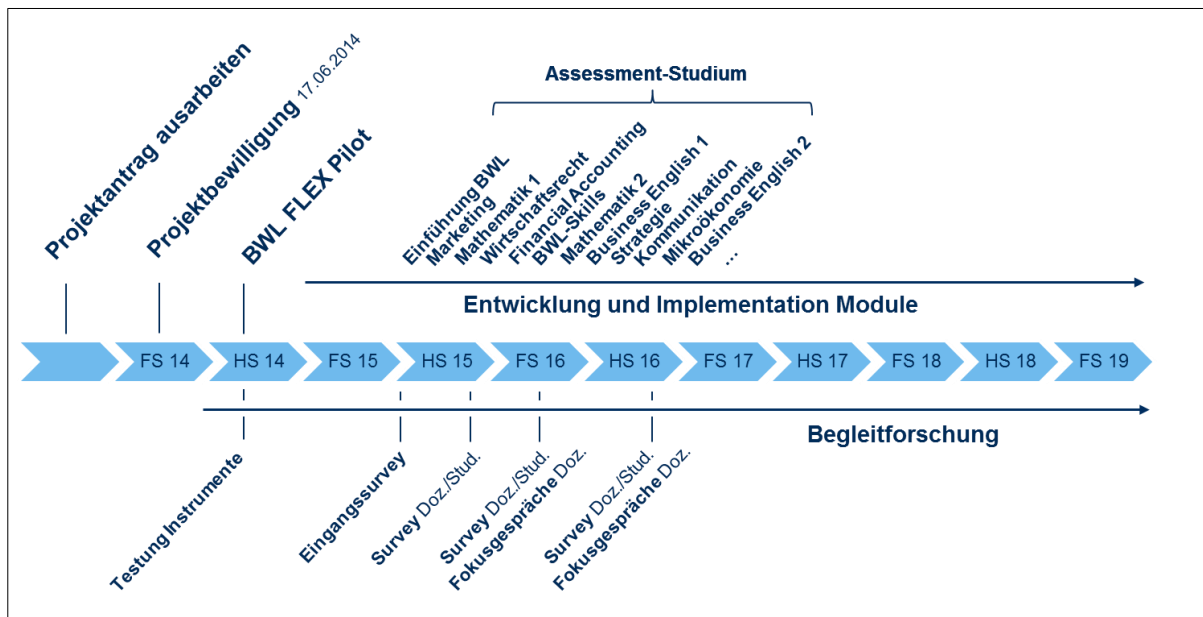 Projektantrag ausarbeiten
Projektbewilligung 17.06.2014
BWL FLEX Pilot
Assessment-Studium
Einführung BWL
Marketing
Mathematik 1
Wirtschaftsrecht
Financial Accounting
BWL-Skills
Mathematik 2
Business English 1
Strategie
Kommunikation
Mikroökonomie
Business English 2
...
Entwicklung und Implementation Module
FS 14
HS 14
FS 15
HS 15
FS 16
HS 16
FS 17
HS 17
FS 18
HS 18
FS 19
Begleitforschung
Testung Instrumente
Eingangssurvey
Survey Doz./Stud.
Survey Doz./Stud.
Fokusgespräche Doz.
Survey Doz./Stud.
Fokusgespräche Doz.